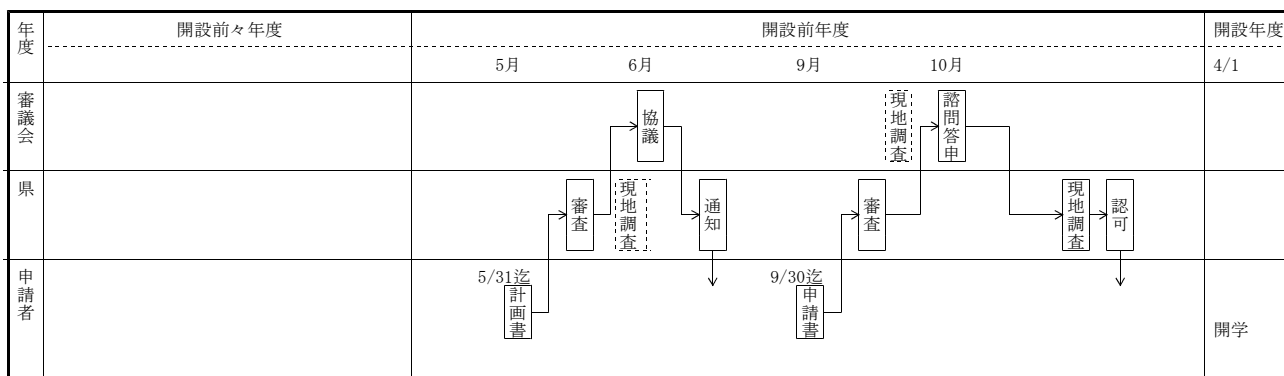 年度
開設前々年度
開設前年度
開設年度
5月
6月
9月
10月
4/1
審議会
協議
現地調査
諮問答申
県
審査
現地調査
通知
審査
現地調査
認可
申請者
5/31迄
計画書
9/30迄
申請書
開学